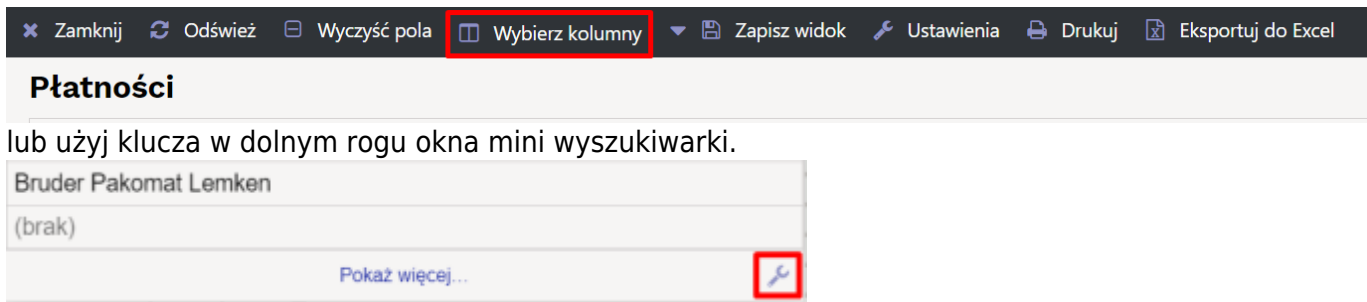 Zamknij Odśwież Wyczyść pola Wybierz kolumny Zapisz widok Ustawienia Drukuj Eksportuj do Excel
Płatności
lub użyj klucza w dolnym rogu okna mini wyszukiwarki.
Bruder Pakomat Lemken
(brak)
Pokaż więcej...